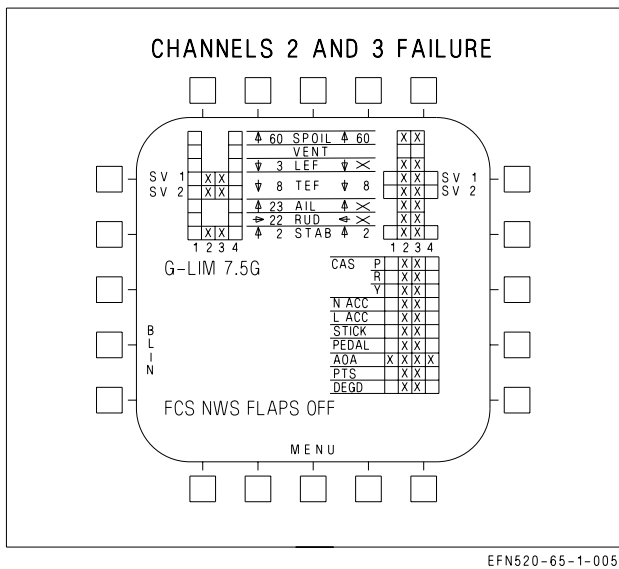 CHANNELS 2 AND 3 FAILURE
60 SPOIL 60 X X
VENT
3 LEF X X
SV 1 X X X X SV 1
8 TEF 8
SV 2 X X X X SV 2
23 AIL X X
22 RUD X X
X X 2 STAB 2 X X
1 2 3 4 1 2 3 4
G-LIM 7.5G
CAS P X X
R X X
Y X X
N ACC X X
L ACC X X
STICK X X
PEDAL X X
AOA X X X X
PTS X X
DEGD X X
BLIN
FCS NWS FLAPS OFF
MENU
EFN520-65-1-005